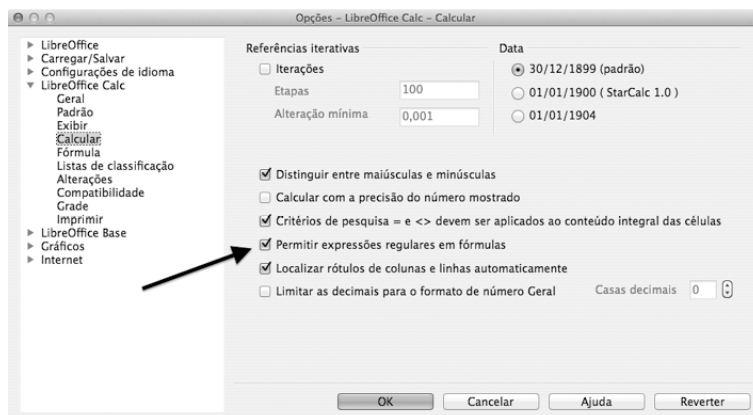 Opções – LibreOffice Calc – Calcular
LibreOffice
Carregar/Salvar
Configurações de idioma
LibreOffice Calc
Geral
Padrão
Exibir
Calcular
Fórmula
Listas de classificação
Alterações
Compatibilidade
Grade
Imprimir
LibreOffice Base
Gráficos
Internet
Referências iterativas
Iterações
Etapas 100
Alteração mínima 0,001
Data
30/12/1899 (padrão)
01/01/1900 ( StarCalc 1.0 )
01/01/1904
Distinguir entre maiúsculas e minúsculas
Calcular com a precisão do número mostrado
Critérios de pesquisa = e <> devem ser aplicados ao conteúdo integral das células
Permitir expressões regulares em fórmulas
Localizar rótulos de colunas e linhas automaticamente
Limitar as decimais para o formato de número Geral Casas decimais 0
OK Cancelar Ajuda Reverter